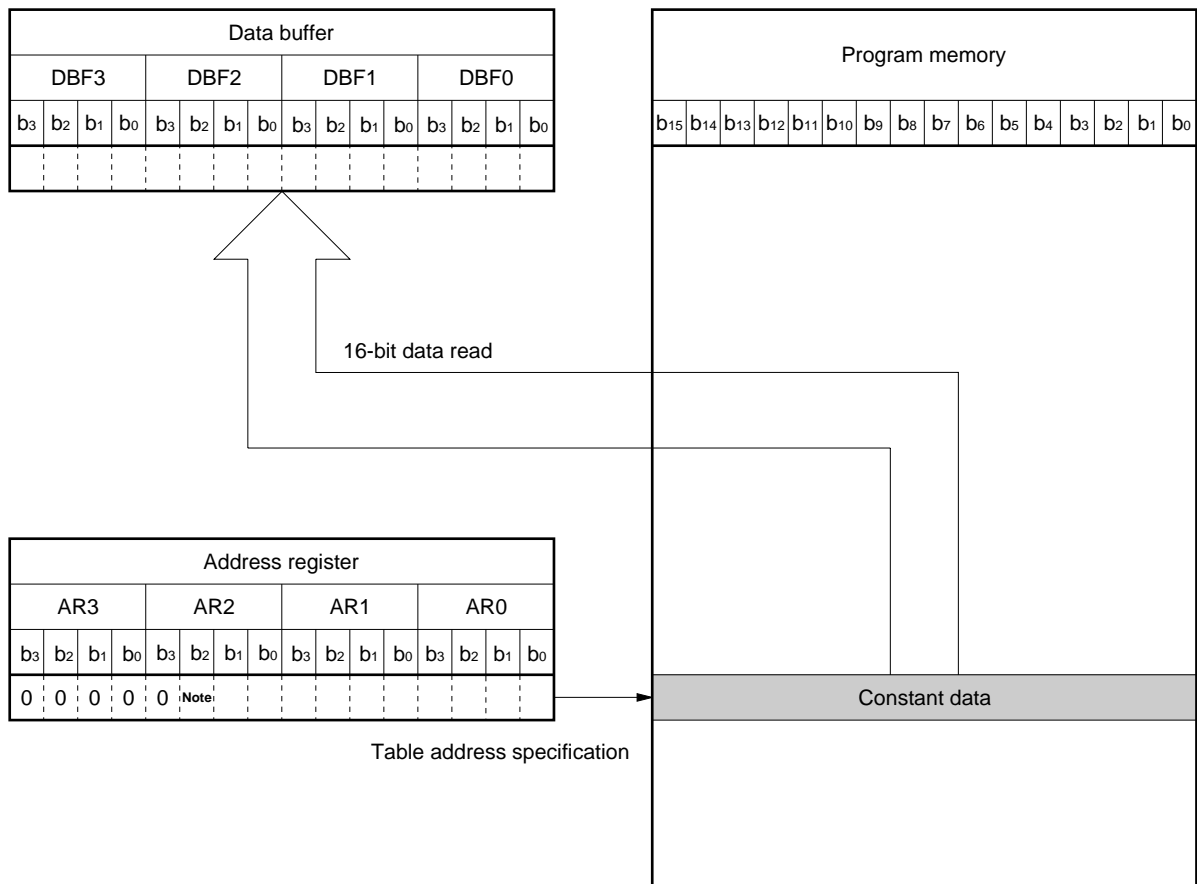 Data buffer
DBF3 DBF2 DBF1 DBF0
b3 b2 b1 b0 b3 b2 b1 b0 b3 b2 b1 b0 b3 b2 b1 b0
Program memory
b15 b14 b13 b12 b11 b10 b9 b8 b7 b6 b5 b4 b3 b2 b1 b0
16-bit data read
Address register
AR3 AR2 AR1 AR0
b3 b2 b1 b0 b3 b2 b1 b0 b3 b2 b1 b0 b3 b2 b1 b0
0 0 0 0 0 Note
Constant data
Table address specification